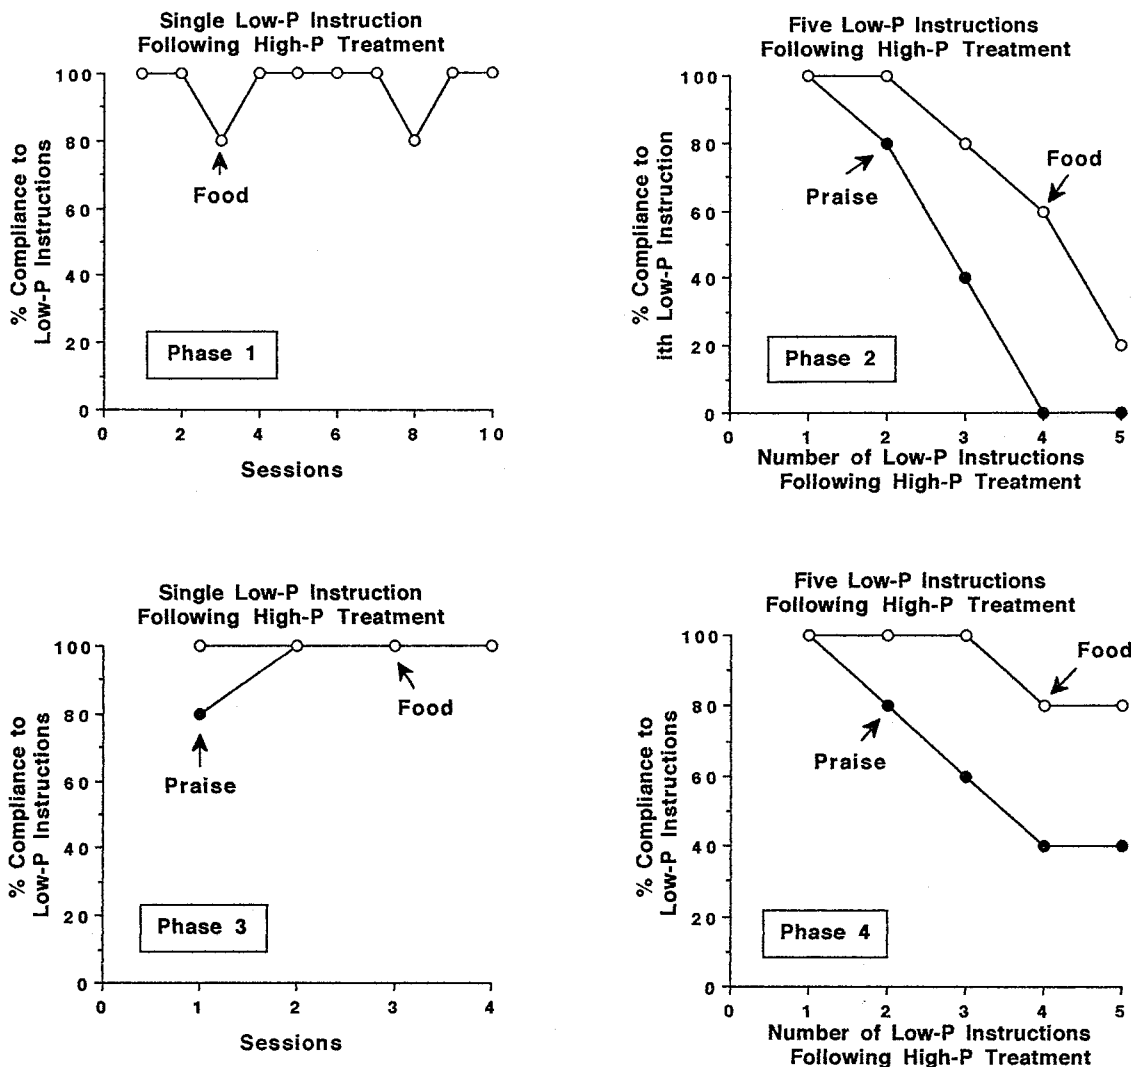 Single Low-P Instruction
Following High-P Treatment
% Compliance to
Low-P Instructions
100
80
60
40
20
0
Food
Phase 1
0 2 4 6 8 10
Sessions
Five Low-P Instructions
Following High-P Treatment
% Compliance to
ith Low-P Instruction
100
80
60
40
20
0
Food
Praise
Phase 2
0 1 2 3 4 5
Number of Low-P Instructions
Following High-P Treatment
Single Low-P Instruction
Following High-P Treatment
% Compliance to
Low-P Instructions
100
80
60
40
20
0
Food
Praise
Phase 3
0 1 2 3 4
Sessions
Five Low-P Instructions
Following High-P Treatment
% Compliance to
Low-P Instructions
100
80
60
40
20
0
Food
Praise
Phase 4
0 1 2 3 4 5
Number of Low-P Instructions
Following High-P Treatment